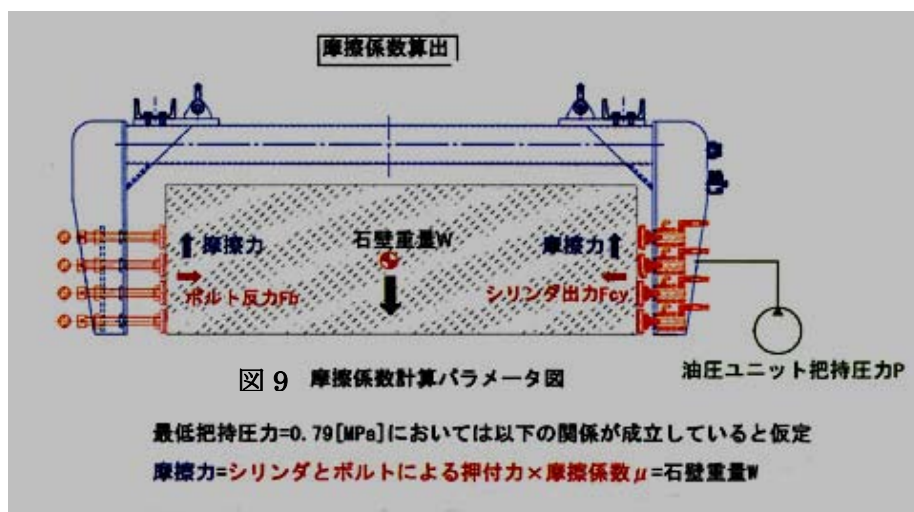 摩擦係数算出
摩擦力
石壁重量W
摩擦力
ボルト反力Fb
シリンダ出力Fcy
油圧ユニット把持圧力P
図 9 摩擦係数計算パラメータ図
最低把持圧力=0.79[MPa]においては以下の関係が成立していると仮定
摩擦力=シリンダとボルトによる押付力×摩擦係数μ=石壁重量W